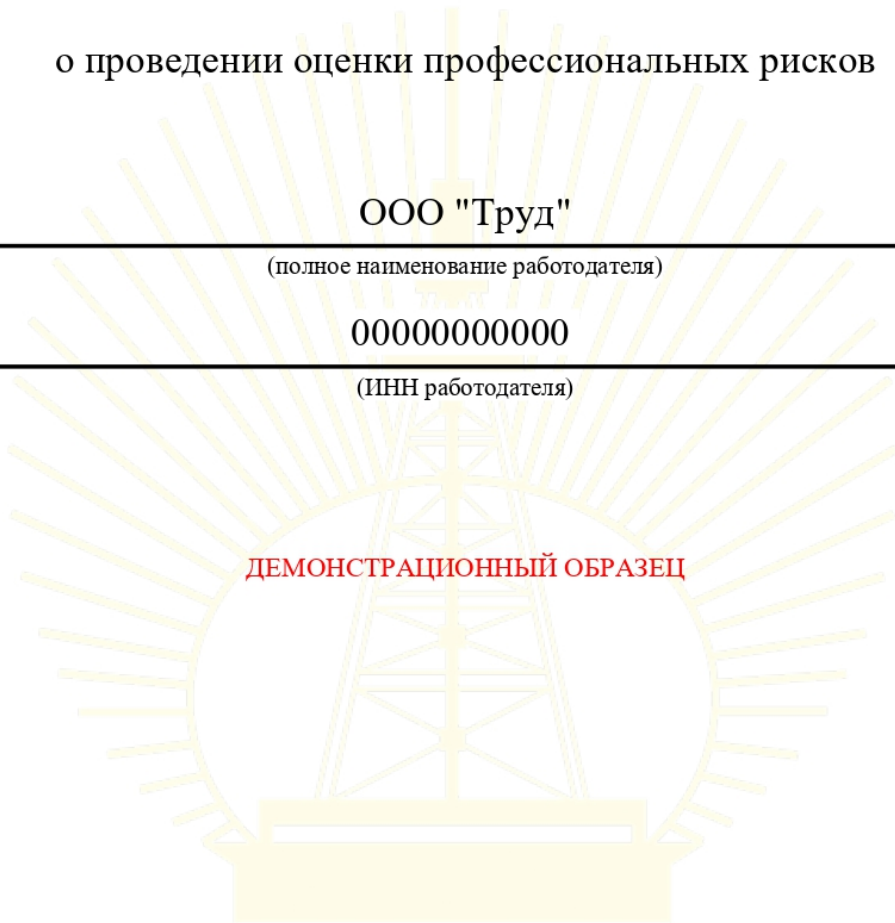 о проведении оценки профессиональных рисков
ООО "Труд"
(полное наименование работодателя)
00000000000
(ИНН работодателя)
ДЕМОНСТРАЦИОННЫЙ ОБРАЗЕЦ